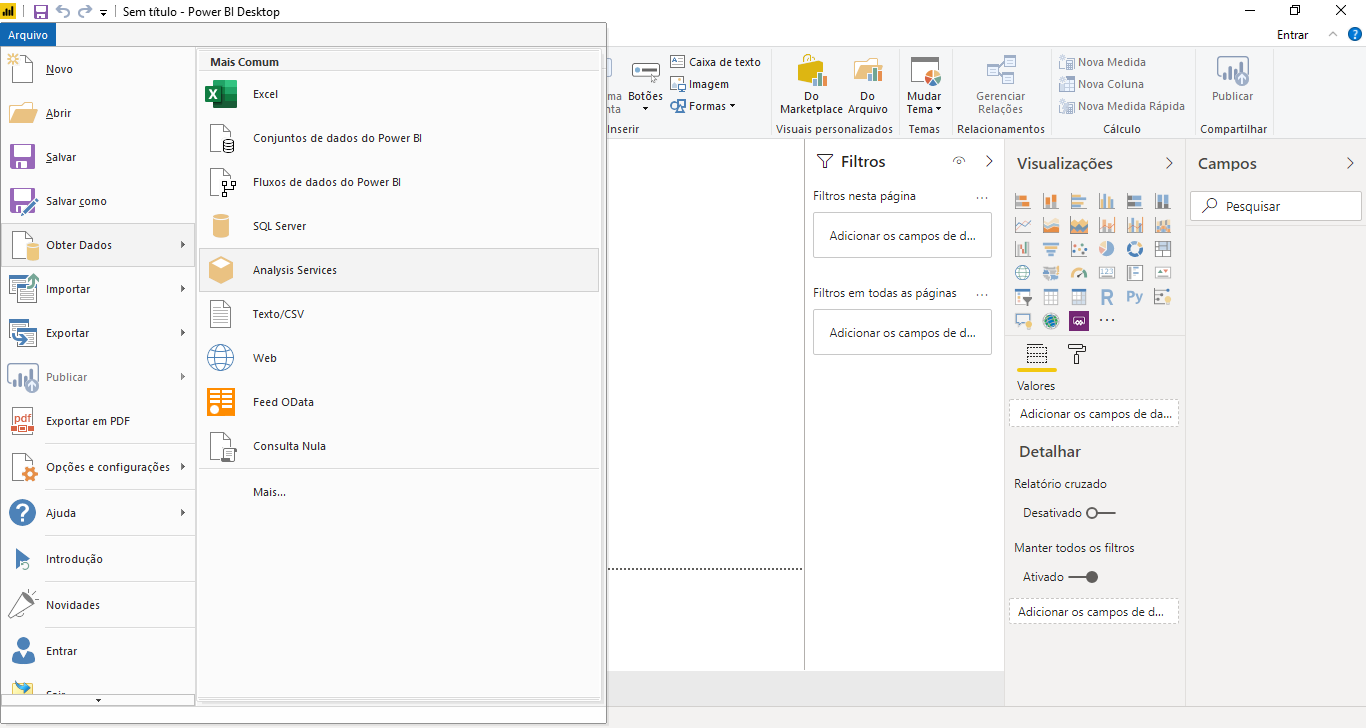 Sem título - Power BI Desktop
Arquivo
Entrar
Novo
Abrir
Salvar
Salvar como
Obter Dados
Importar
Exportar
Publicar
pdf
Exportar em PDF
Opções e configurações
Ajuda
Introdução
Novidades
Entrar
Mais Comum
Excel
Conjuntos de dados do Power BI
Fluxos de dados do Power BI
SQL Server
Analysis Services
Texto/CSV
Web
Feed OData
Consulta Nula
Mais...
Botões
Caixa de texto
Imagem
Formas
Inserir
Do
Marketplace
Do
Arquivo
Visuais personalizados
Mudar
Tema
Temas
Gerenciar
Relações
Relacionamentos
Nova Medida
Nova Coluna
Nova Medida Rápida
Cálculo
Publicar
Compartilhar
Filtros
Filtros nesta página
...
Adicionar os campos de d...
Filtros em todas as páginas
...
Adicionar os campos de d...
Visualizações
123
R
Py
...
Valores
Adicionar os campos de da...
Detalhar
Relatório cruzado
Desativado
Manter todos os filtros
Ativado
Adicionar os campos de d...
Campos
Pesquisar